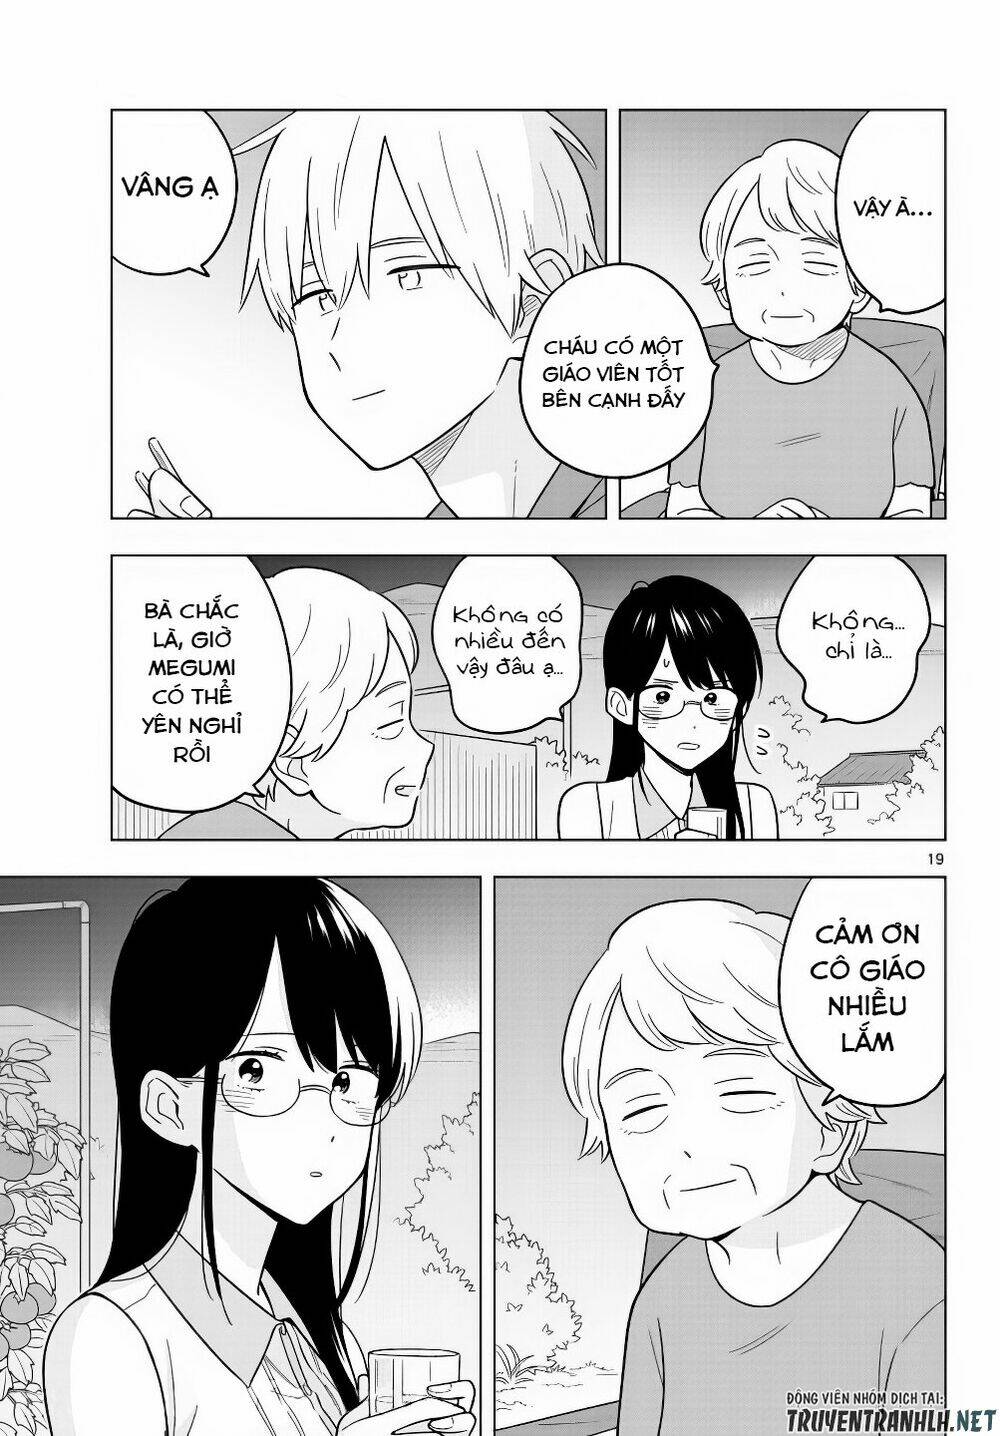 VẬY À...
CHÁU CÓ MỘT
GIÁO VIÊN TỐT
BÊN CẠNH ĐẤY
VÂNG Ạ
Không...
chỉ là...
Không có
nhiều đến
vậy đâu ạ...
BÀ CHẮC
LÀ, GIỜ
MEGUMI
CÓ THỂ
YÊN NGHỈ
RỒI
19
CẢM ƠN
CÔ GIÁO
NHIỀU
LẮM
ĐỘNG VIÊN NHÓM DỊCH TẠI:
TRUYENTRANHLH.NET